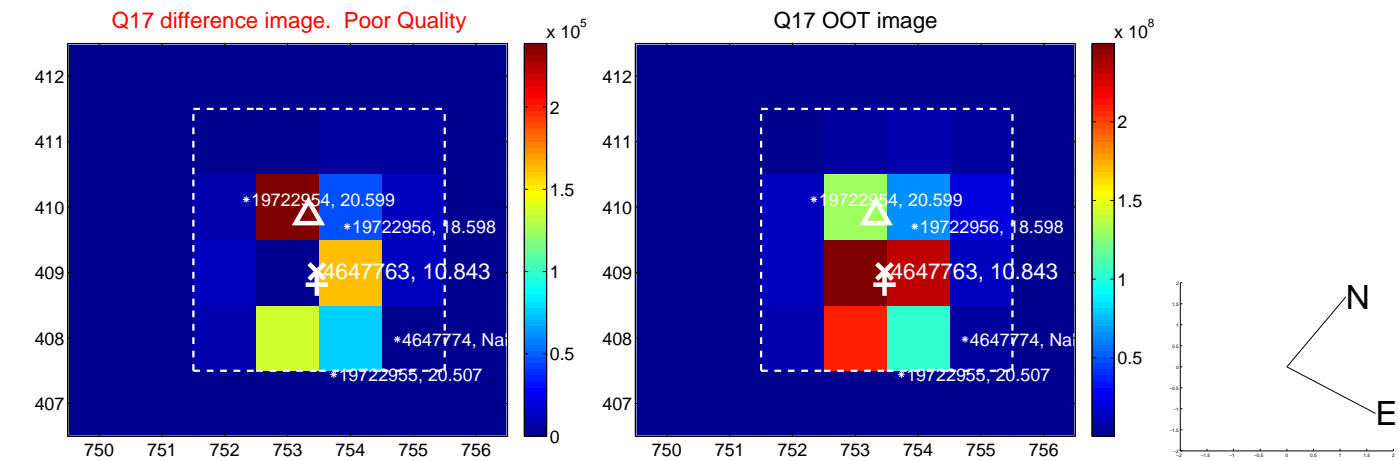 Q17 difference image. Poor Quality
Q17 OOT image
x 10^5
x 10^8
412
411
410
409
408
407
750 751 752 753 754 755 756
2
1.5
1
0.5
0
*19722954, 20.599
*19722956, 18.598
4647763, 10.843
*4647774, Na
*19722955, 20.507
412
411
410
409
408
407
750 751 752 753 754 755 756
2
1.5
1
0.5
*19722954, 20.599
*19722956, 18.598
4647763, 10.843
*4647774, Na
*19722955, 20.507
N
E